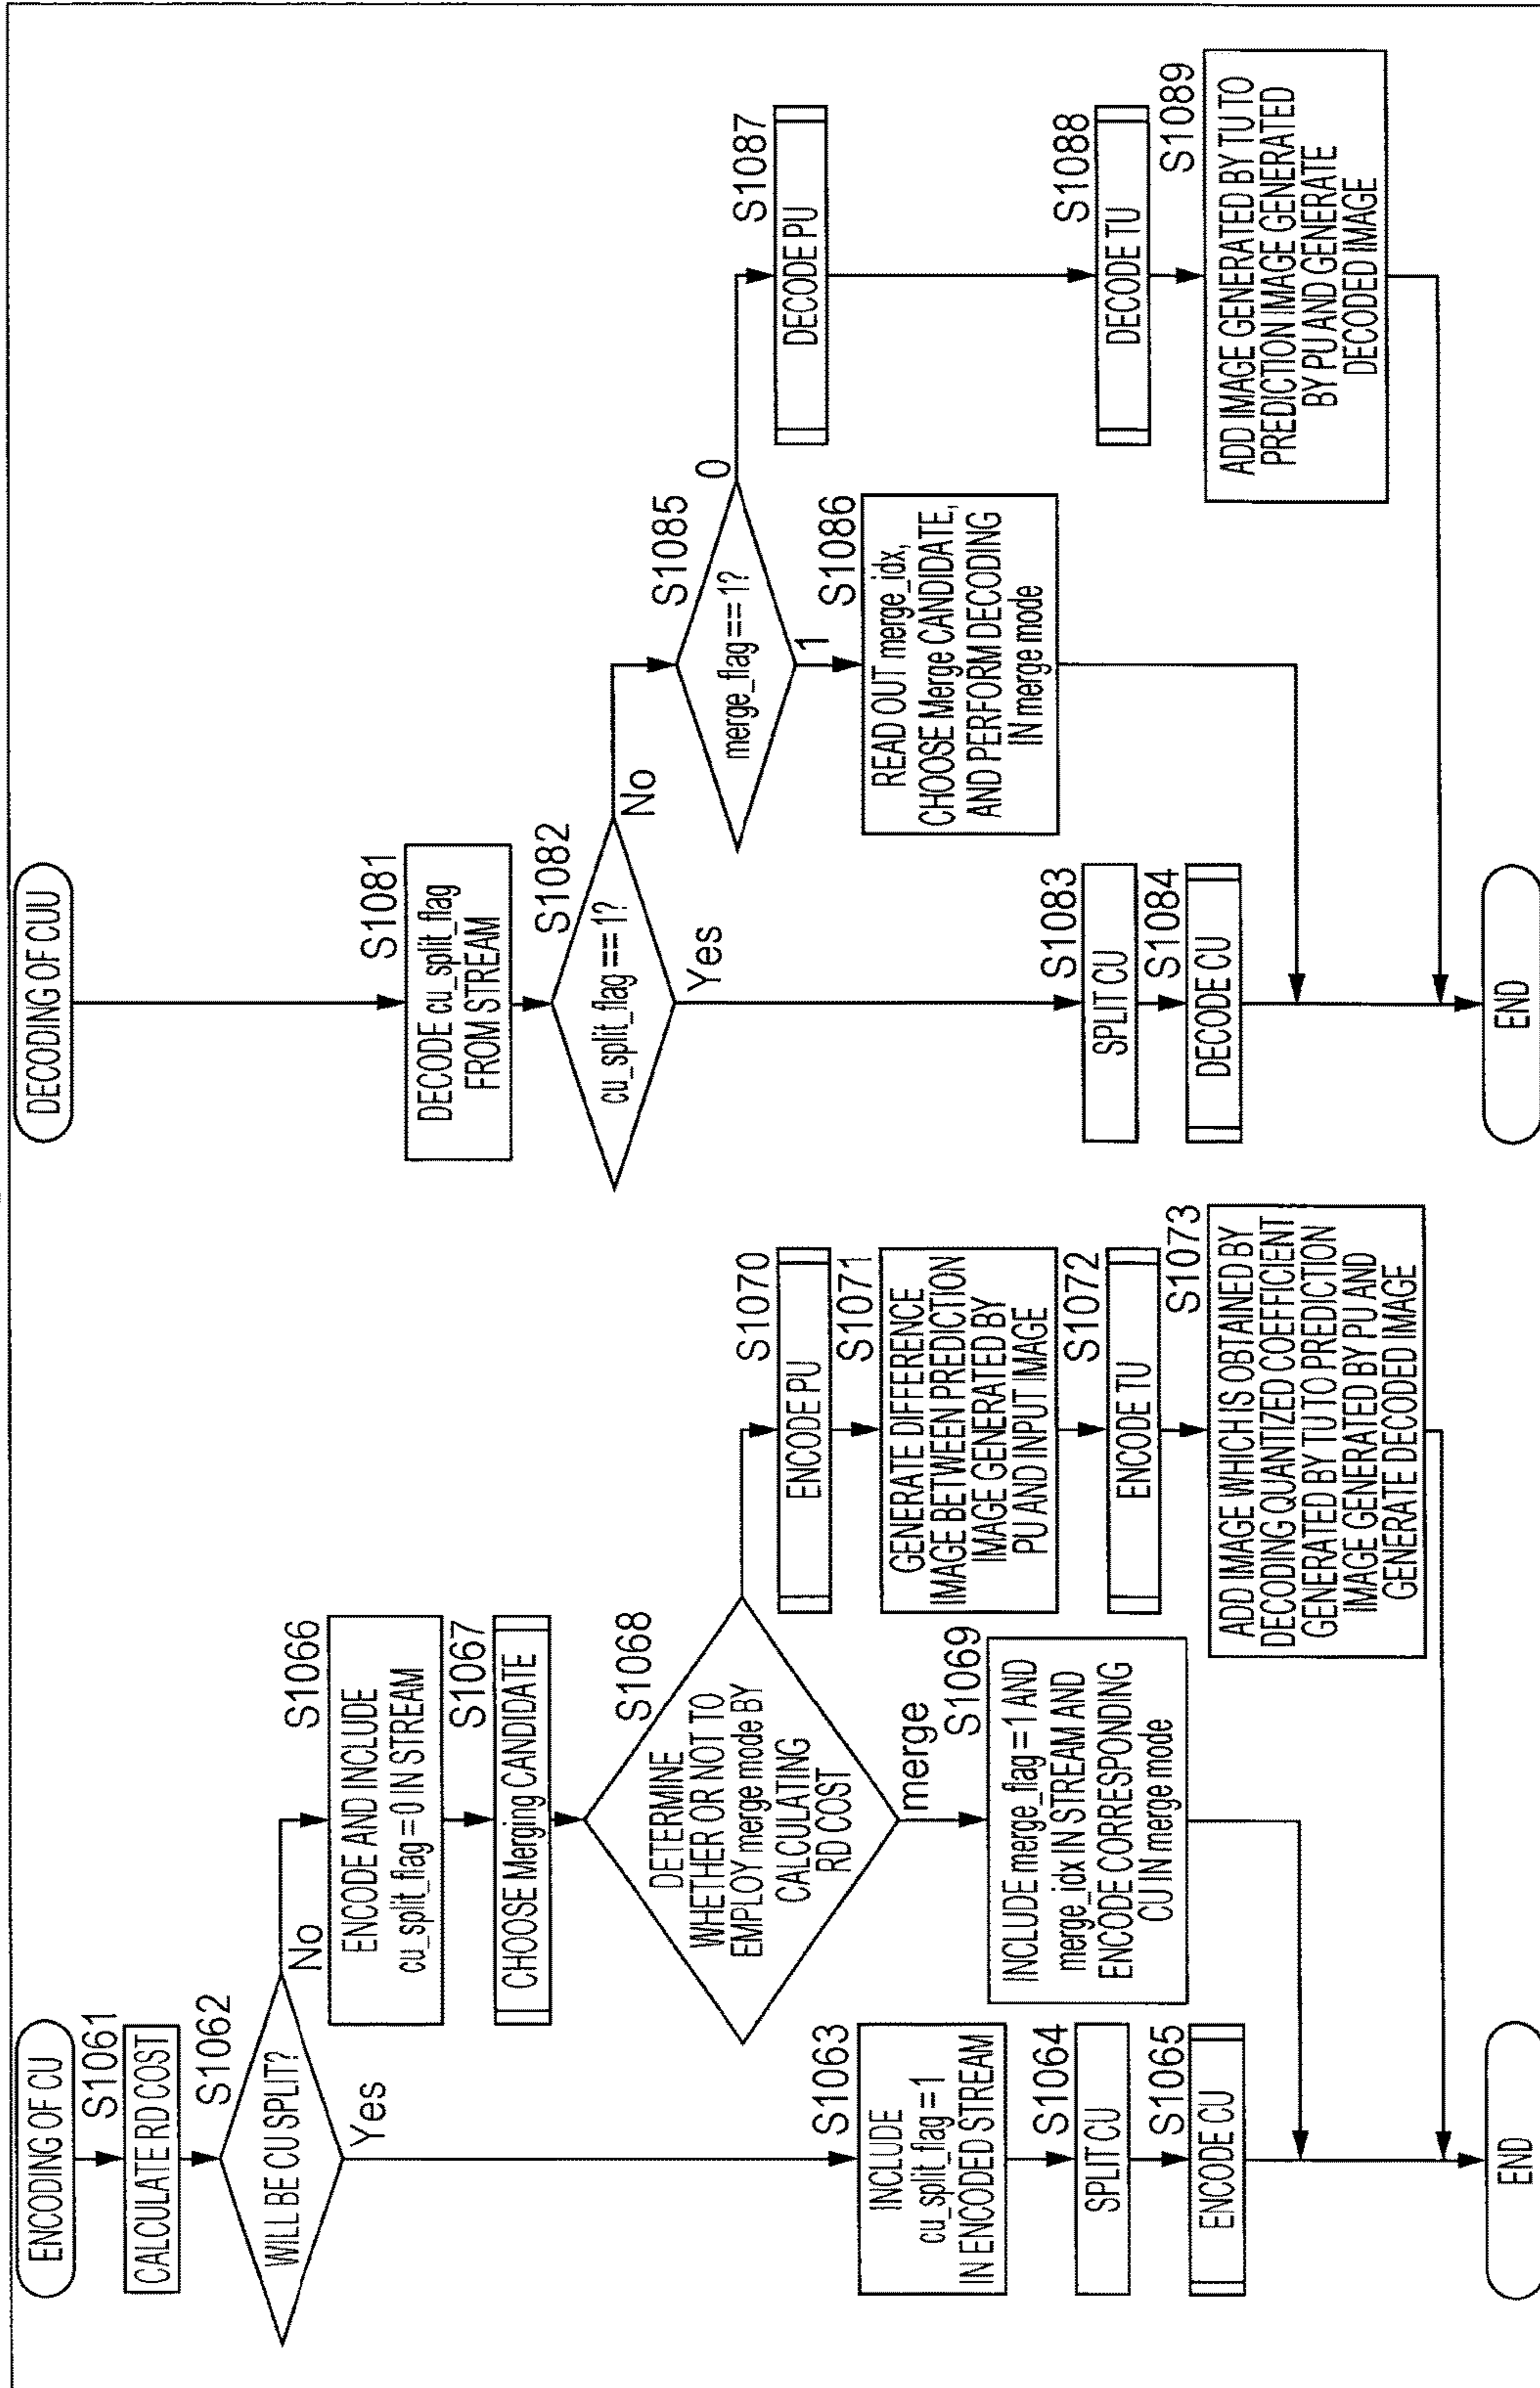 ENCODING OF CU
S1061
CALCULATE RD COST
S1062
WILL BE CU SPLIT?
No
Yes
S1063
INCLUDE
cu_split_flag = 1
IN ENCODED STREAM
S1064
SPLIT CU
S1065
ENCODE CU
S1066
ENCODE AND INCLUDE
cu_split_flag = 0 IN STREAM
S1067
CHOOSE Merging CANDIDATE
S1068
DETERMINE
WHETHER OR NOT TO
EMPLOY merge mode BY
CALCULATING
RD COST
merge
S1069
INCLUDE merge_flag = 1 AND
merge_idx IN STREAM AND
ENCODE CORRESPONDING
CU IN merge mode
S1070
ENCODE PU
S1071
GENERATE DIFFERENCE
IMAGE BETWEEN PREDICTION
IMAGE GENERATED BY
PU AND INPUT IMAGE
S1072
ENCODE TU
S1073
ADD IMAGE WHICH IS OBTAINED BY
DECODING QUANTIZED COEFFICIENT
GENERATED BY TU TO PREDICTION
IMAGE GENERATED BY PU AND
GENERATE DECODED IMAGE
END
DECODING OF CUU
S1081
DECODE cu_split_flag
FROM STREAM
S1082
cu_split_flag == 1?
No
Yes
S1083
SPLIT CU
S1084
DECODE CU
S1085
merge_flag == 1?
0
1
S1086
READ OUT merge_idx,
CHOOSE Merge CANDIDATE,
AND PERFORM DECODING
IN merge mode
S1087
DECODE PU
S1088
DECODE TU
S1089
ADD IMAGE GENERATED BY TU TO
PREDICTION IMAGE GENERATED
BY PU AND GENERATE
DECODED IMAGE
END